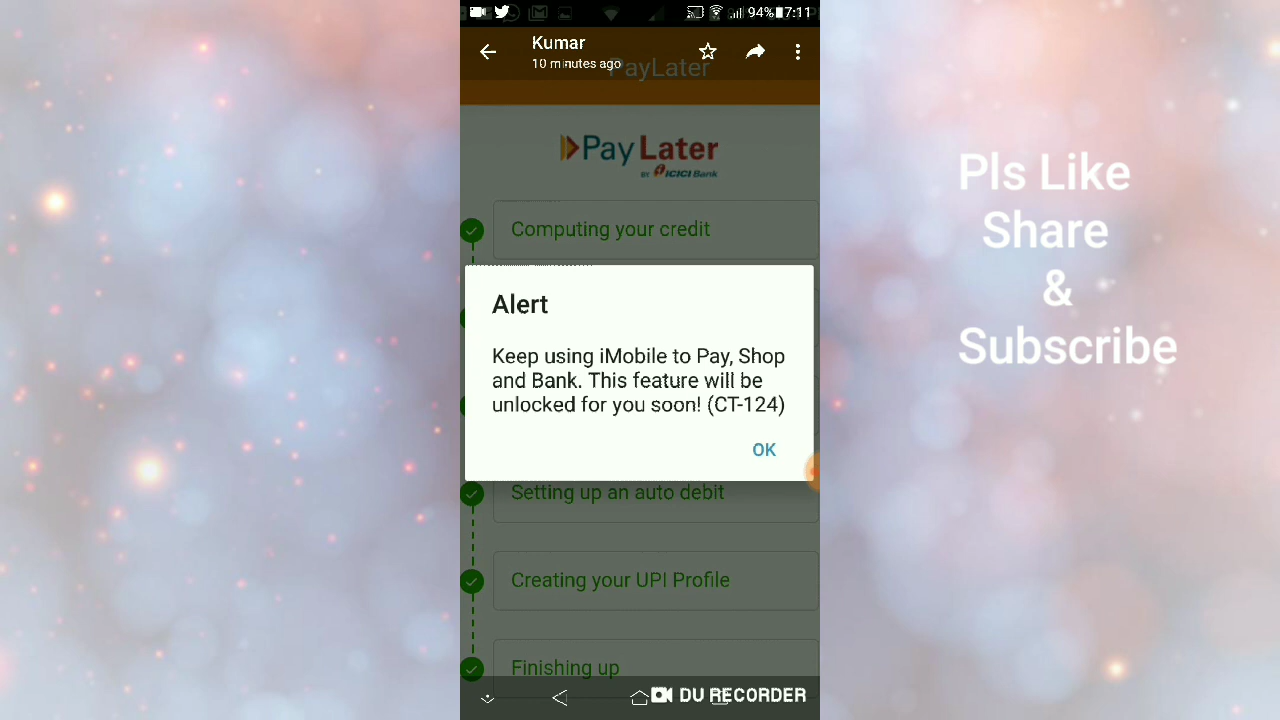 94% 7:11
Kumar
10 minutes ago
PayLater
Pay Later
BY ICICI Bank
Computing your credit
Alert
Keep using iMobile to Pay, Shop
and Bank. This feature will be
unlocked for you soon! (CT-124)
OK
Setting up an auto debit
Creating your UPI Profile
Finishing up
DU RECORDER
Pls Like
Share
&
Subscribe